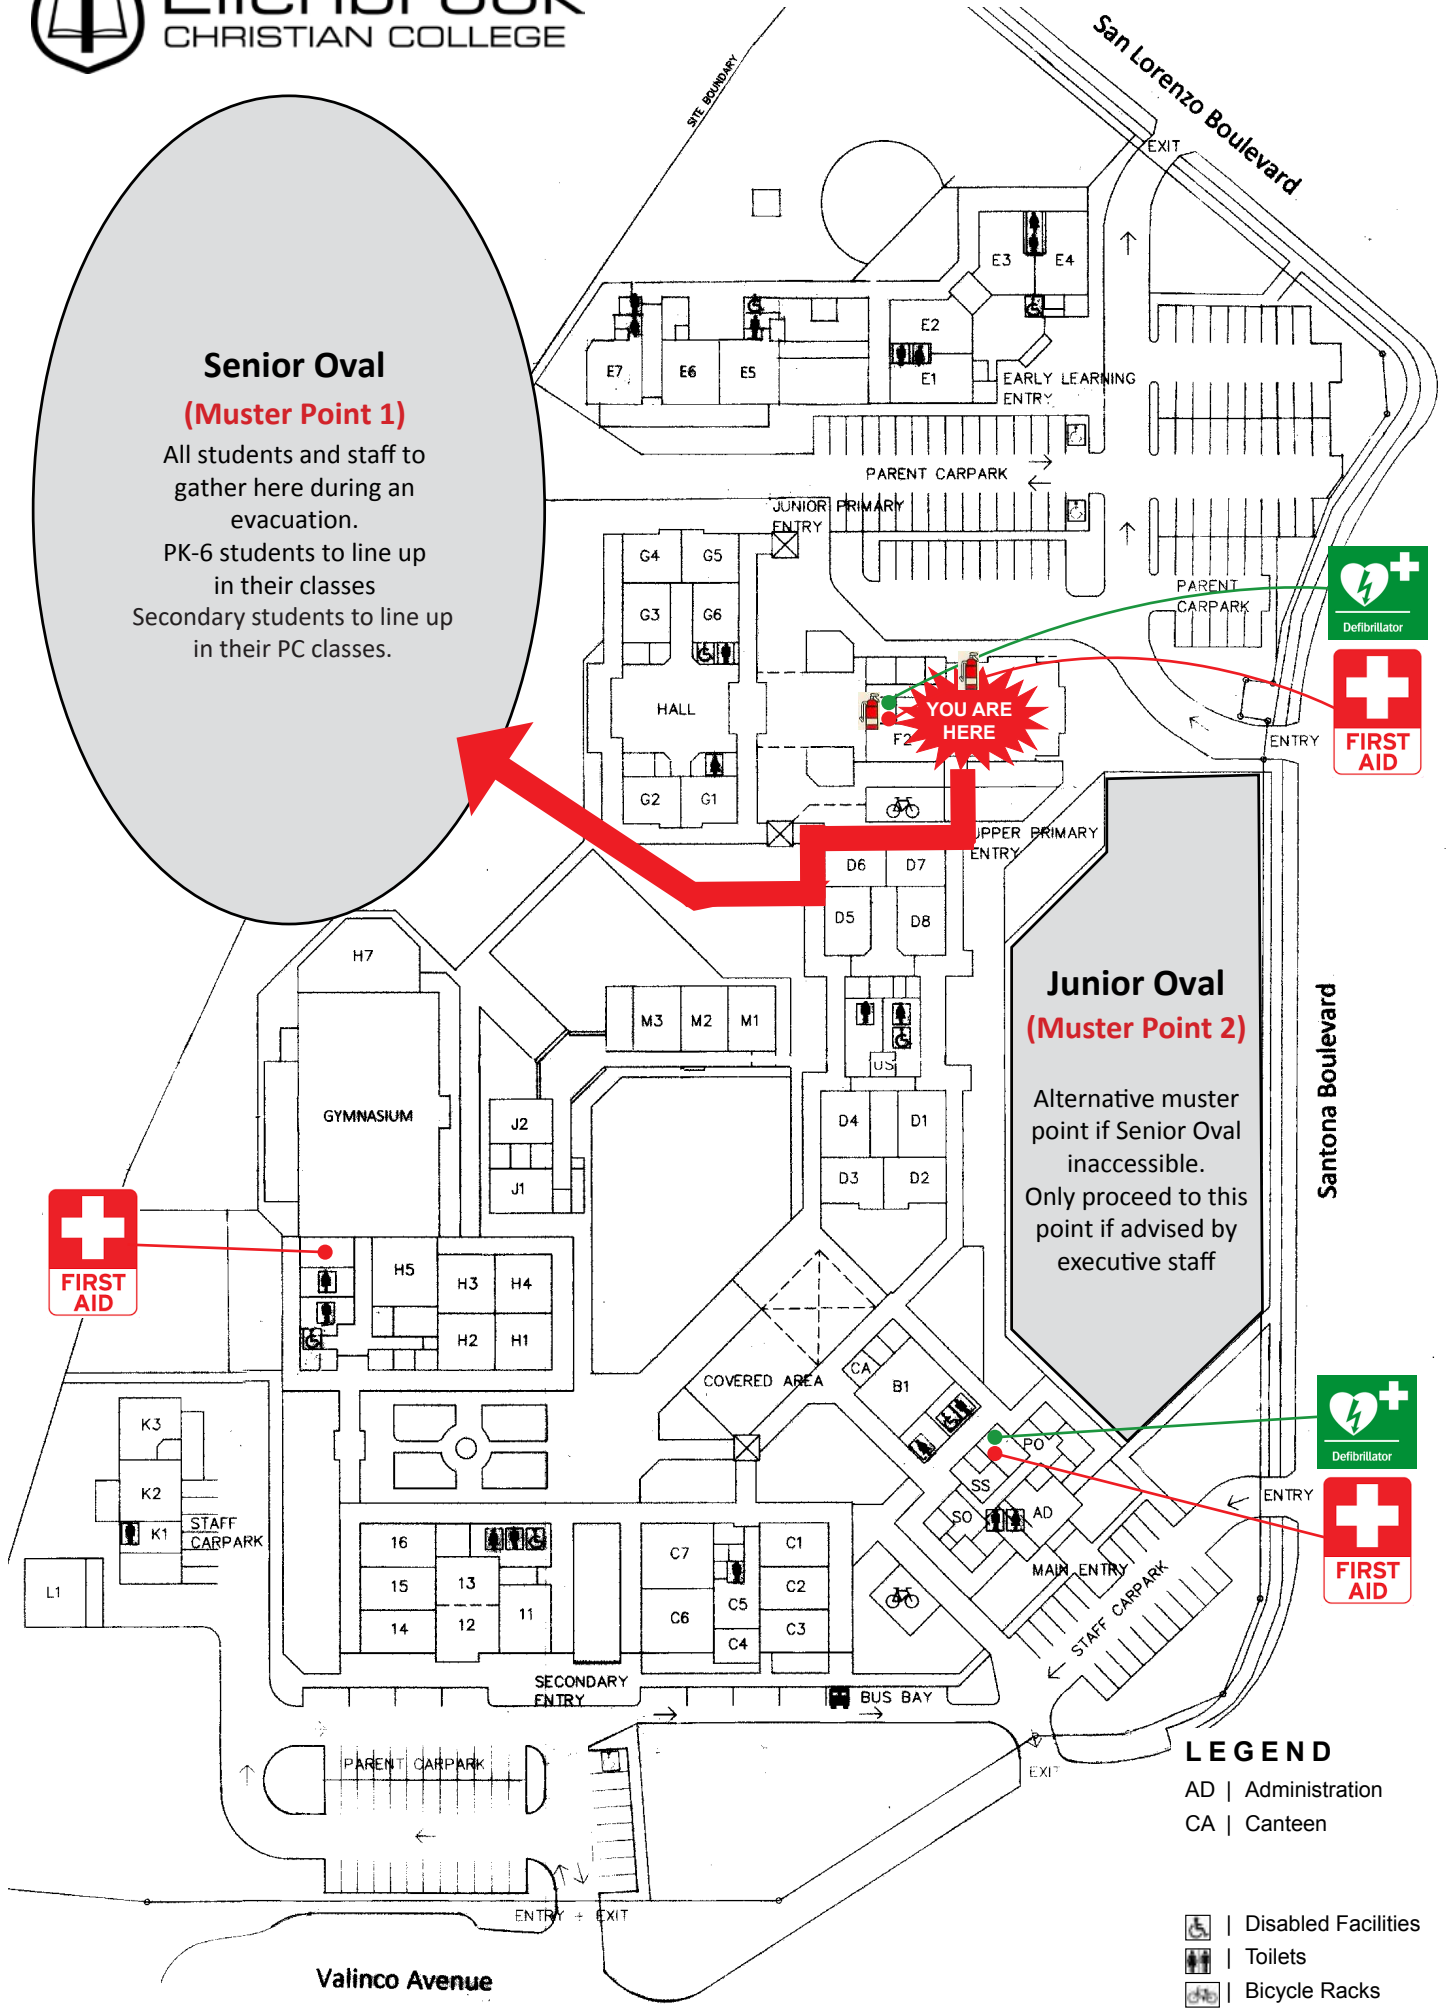 CHRISTIAN COLLEGE
San Lorenzo Boulevard
SITE BOUNDARY
EXIT
E3
E4
E2
E1
E7
E6
E5
EARLY LEARNING
ENTRY
Senior Oval
(Muster Point 1)
All students and staff to
gather here during an
evacuation.
PK-6 students to line up
in their classes
Secondary students to line up
in their PC classes.
PARENT CARPARK
JUNIOR PRIMARY
ENTRY
G4
G5
G3
G6
PARENT
CARPARK
Defibrillator
FIRST
AID
HALL
YOU ARE
HERE
F2
ENTRY
G2
G1
UPPER PRIMARY
ENTRY
D6
D7
D5
D8
H7
Junior Oval
(Muster Point 2)
Alternative muster
point if Senior Oval
inaccessible.
Only proceed to this
point if advised by
executive staff
Santona Boulevard
M3
M2
M1
US
GYMNASIUM
J2
J1
D4
D1
D3
D2
FIRST
AID
H5
H3
H4
H2
H1
COVERED AREA
CA
B1
K3
K2
K1
STAFF
CARPARK
L1
PO
SS
SO
AD
Defibrillator
FIRST
AID
ENTRY
MAIN ENTRY
STAFF CARPARK
16
15
14
13
12
11
C7
C6
C5
C4
C1
C2
C3
SECONDARY
ENTRY
BUS BAY
PARENT CARPARK
EXIT
ENTRY + EXIT
Valinco Avenue
LEGEND
AD | Administration
CA | Canteen
| Disabled Facilities
| Toilets
| Bicycle Racks